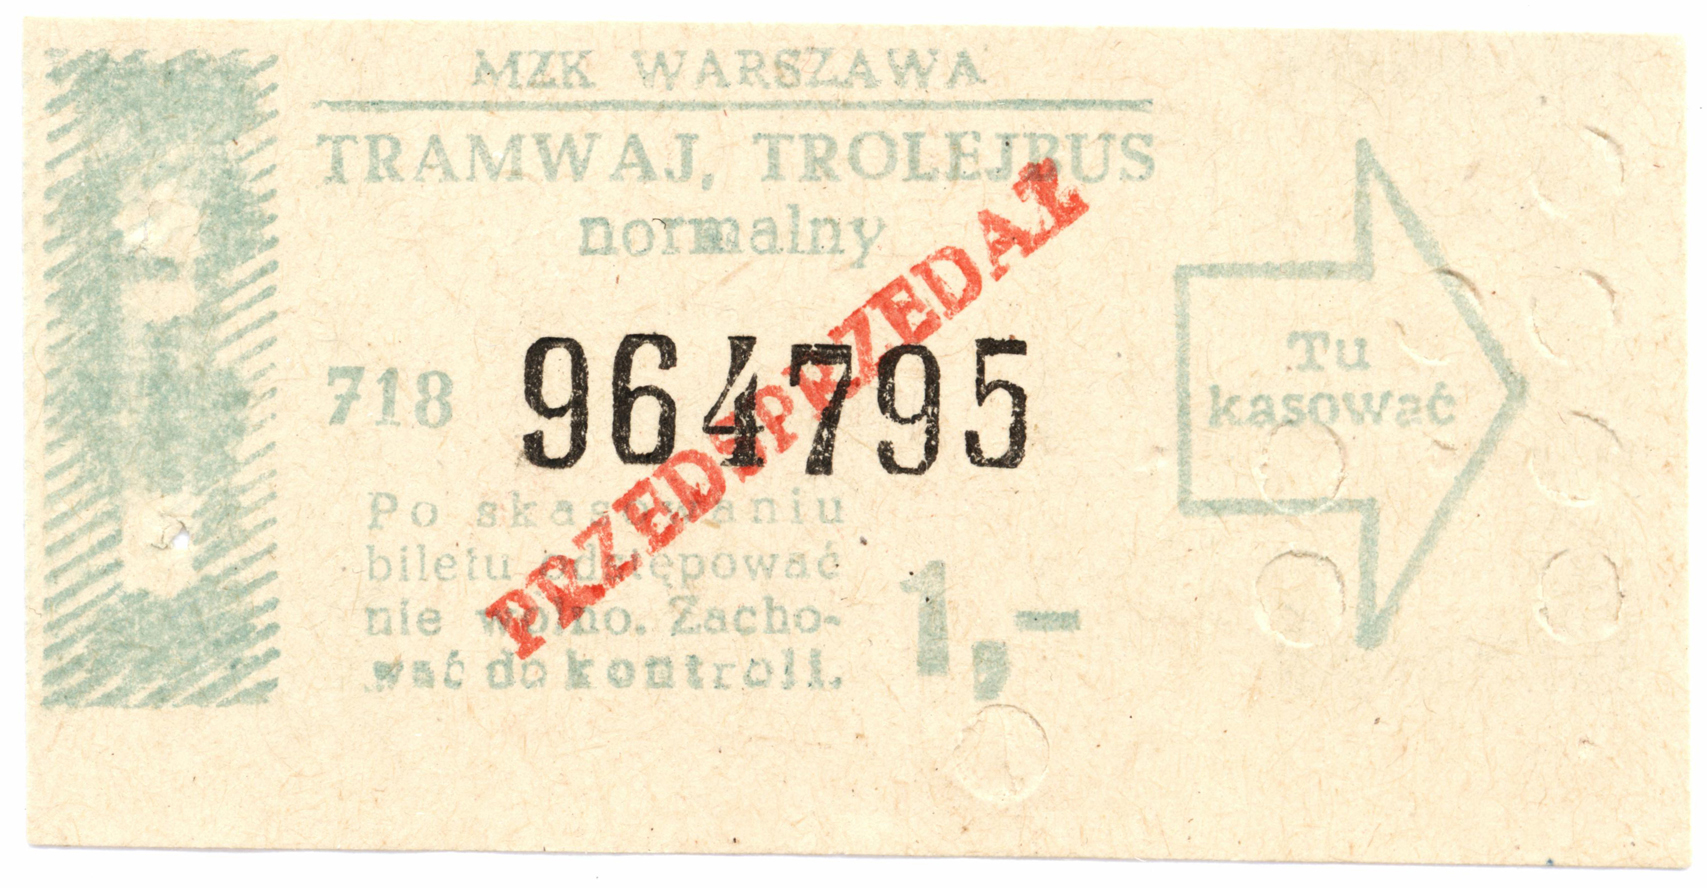 MZK WARSZAWA
TRAMWAJ, TROLEJBUS
normalny
718 964795
PRZEDSPRZEDAŻ
Po skasowaniu
biletu odstępować
nie wolno. Zacho-
wać do kontroli.
1,-
Tu
kasować